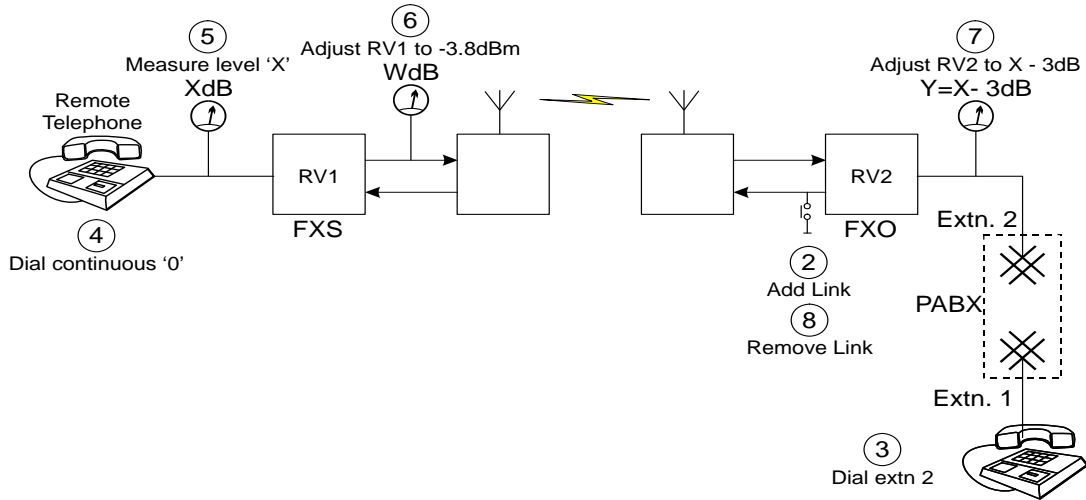 5
Measure level ‘X’
XdB
6
Adjust RV1 to -3.8dBm
WdB
7
Adjust RV2 to X - 3dB
Y=X- 3dB
Remote
Telephone
RV1
FXS
RV2
FXO
4
Dial continuous ‘0’
2
Add Link
8
Remove Link
Extn. 2
PABX
Extn. 1
3
Dial extn 2